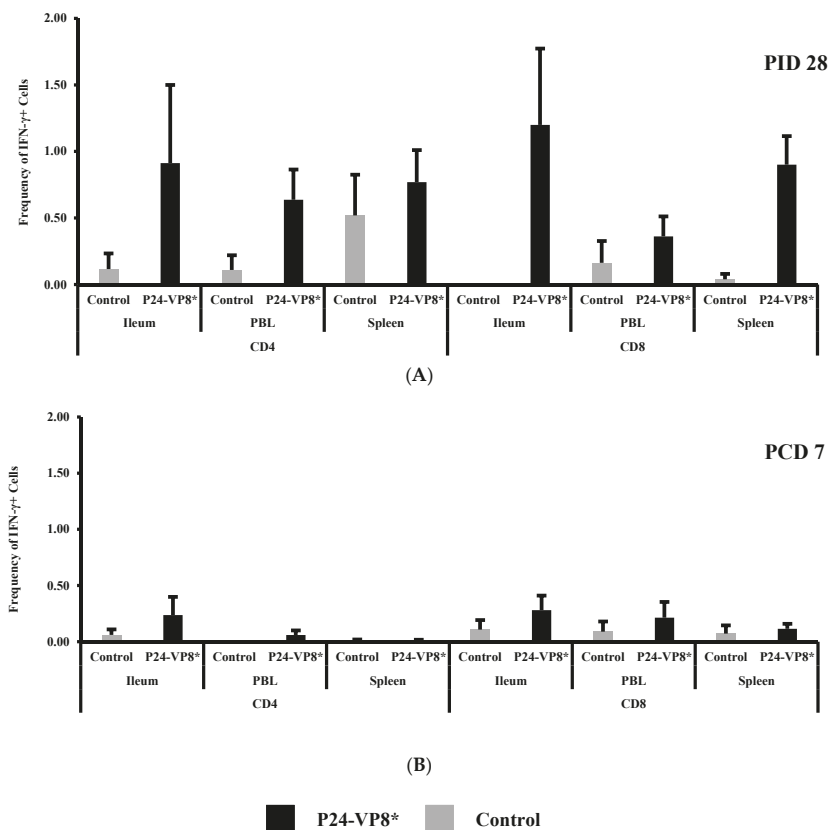 2.00
PID 28
1.50
1.00
0.50
0.00
Frequency of IFN-γ+ Cells
Control P24-VP8* Control P24-VP8* Control P24-VP8* Control P24-VP8* Control P24-VP8* Control P24-VP8*
Ileum PBL Spleen Ileum PBL Spleen
CD4 CD8
(A)
2.00
PCD 7
1.50
1.00
0.50
0.00
Frequency of IFN-γ+ Cells
Control P24-VP8* Control P24-VP8* Control P24-VP8* Control P24-VP8* Control P24-VP8* Control P24-VP8*
Ileum PBL Spleen Ileum PBL Spleen
CD4 CD8
(B)
P24-VP8* Control